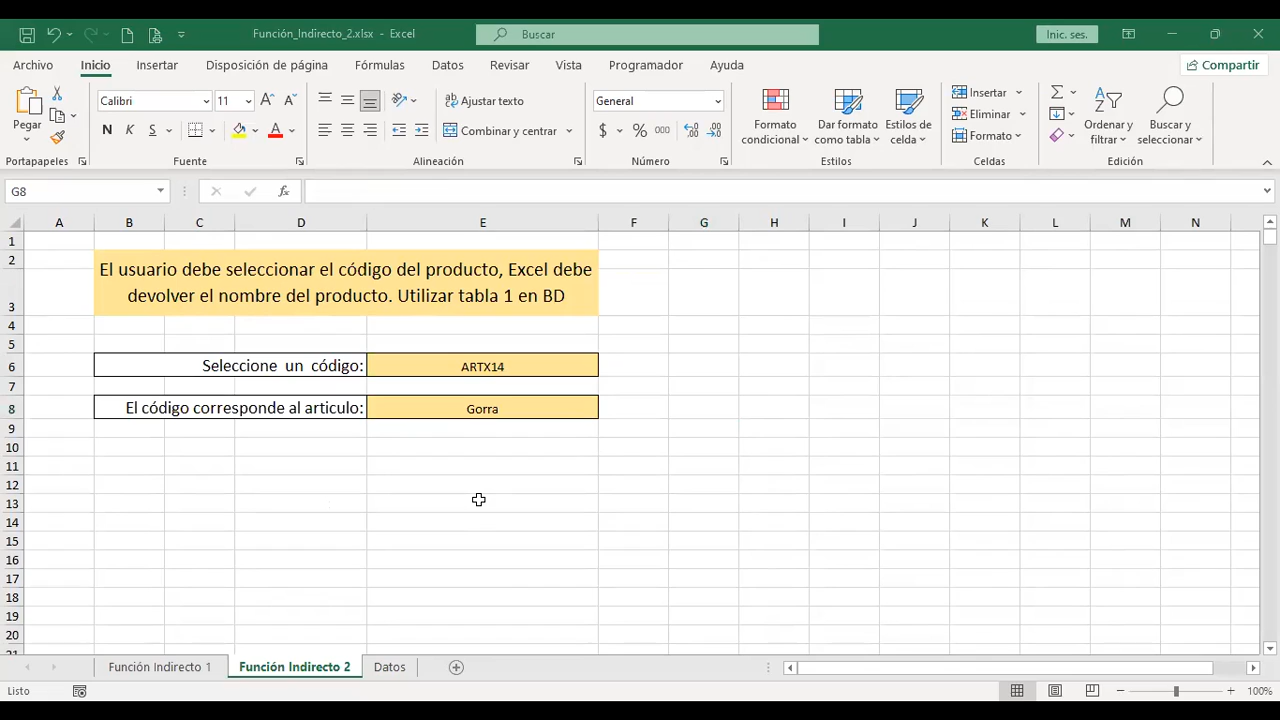 Función_Indirecto_2.xlsx - Excel
Buscar
Inic. ses.
Archivo Inicio Insertar Disposición de página Fórmulas Datos Revisar Vista Programador Ayuda Compartir
Pegar
Calibri 11
N K S
Ajustar texto
Combinar y centrar
General
$ % 000
Formato condicional
Dar formato como tabla
Estilos de celda
Insertar
Eliminar
Formato
Ordenar y filtrar
Buscar y seleccionar
Portapapeles Fuente Alineación Número Estilos Celdas Edición
G8 fx
A B C D E F G H I J K L M N
1
2
3
4
5
6
7
8
9
10
11
12
13
14
15
16
17
18
19
20
21
El usuario debe seleccionar el código del producto, Excel debe
devolver el nombre del producto. Utilizar tabla 1 en BD
Seleccione un código: ARTX14
El código corresponde al articulo: Gorra
Función Indirecto 1 Función Indirecto 2 Datos
Listo 100%